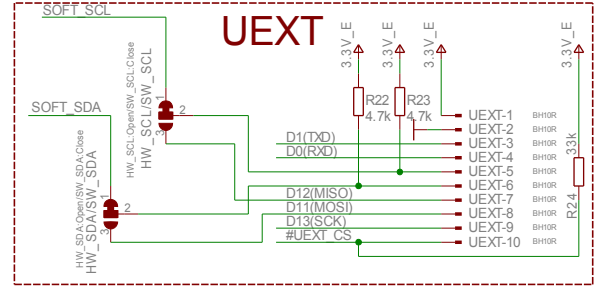 SOFT_SCL
UEXT
3.3V_E
3.3V_E
3.3V_E
3.3V_E
HW_SCL:Open/SW_SCL:Close
HW_SCL/SW_SCL
1
2
3
SOFT_SDA
HW_SDA:Open/SW_SDA:Close
HW_SDA/SW_SDA
1
2
3
R22
4.7k
R23
4.7k
33k
R24
D1(TXD)
D0(RXD)
D12(MISO)
D11(MOSI)
D13(SCK)
#UEXT_CS
UEXT-1 BH10R
UEXT-2 BH10R
UEXT-3 BH10R
UEXT-4 BH10R
UEXT-5 BH10R
UEXT-6 BH10R
UEXT-7 BH10R
UEXT-8 BH10R
UEXT-9 BH10R
UEXT-10 BH10R